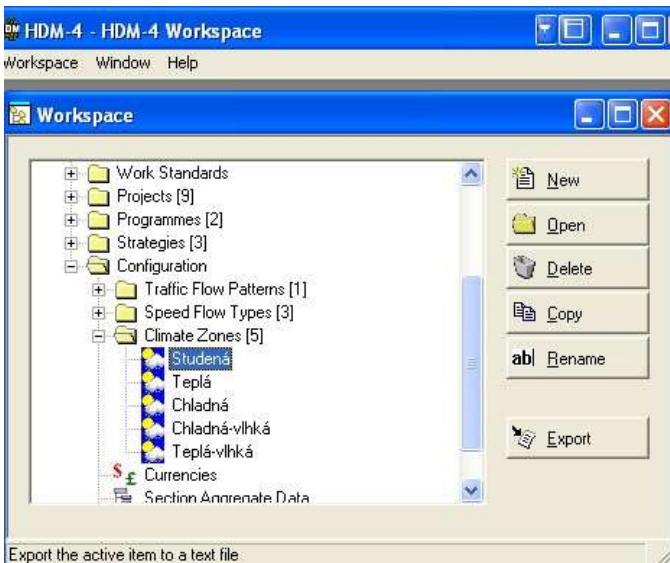 HDM-4 - HDM-4 Workspace
Workspace Window Help
Workspace
Work Standards
Projects [9]
Programmes [2]
Strategies [3]
Configuration
Traffic Flow Patterns [1]
Speed Flow Types [3]
Climate Zones [5]
Studená
Teplá
Chladná
Chladná-vlhká
Teplá-vlhká
Currencies
Section Aggregate Data
New
Open
Delete
Copy
ab Rename
Export
Export the active item to a text file